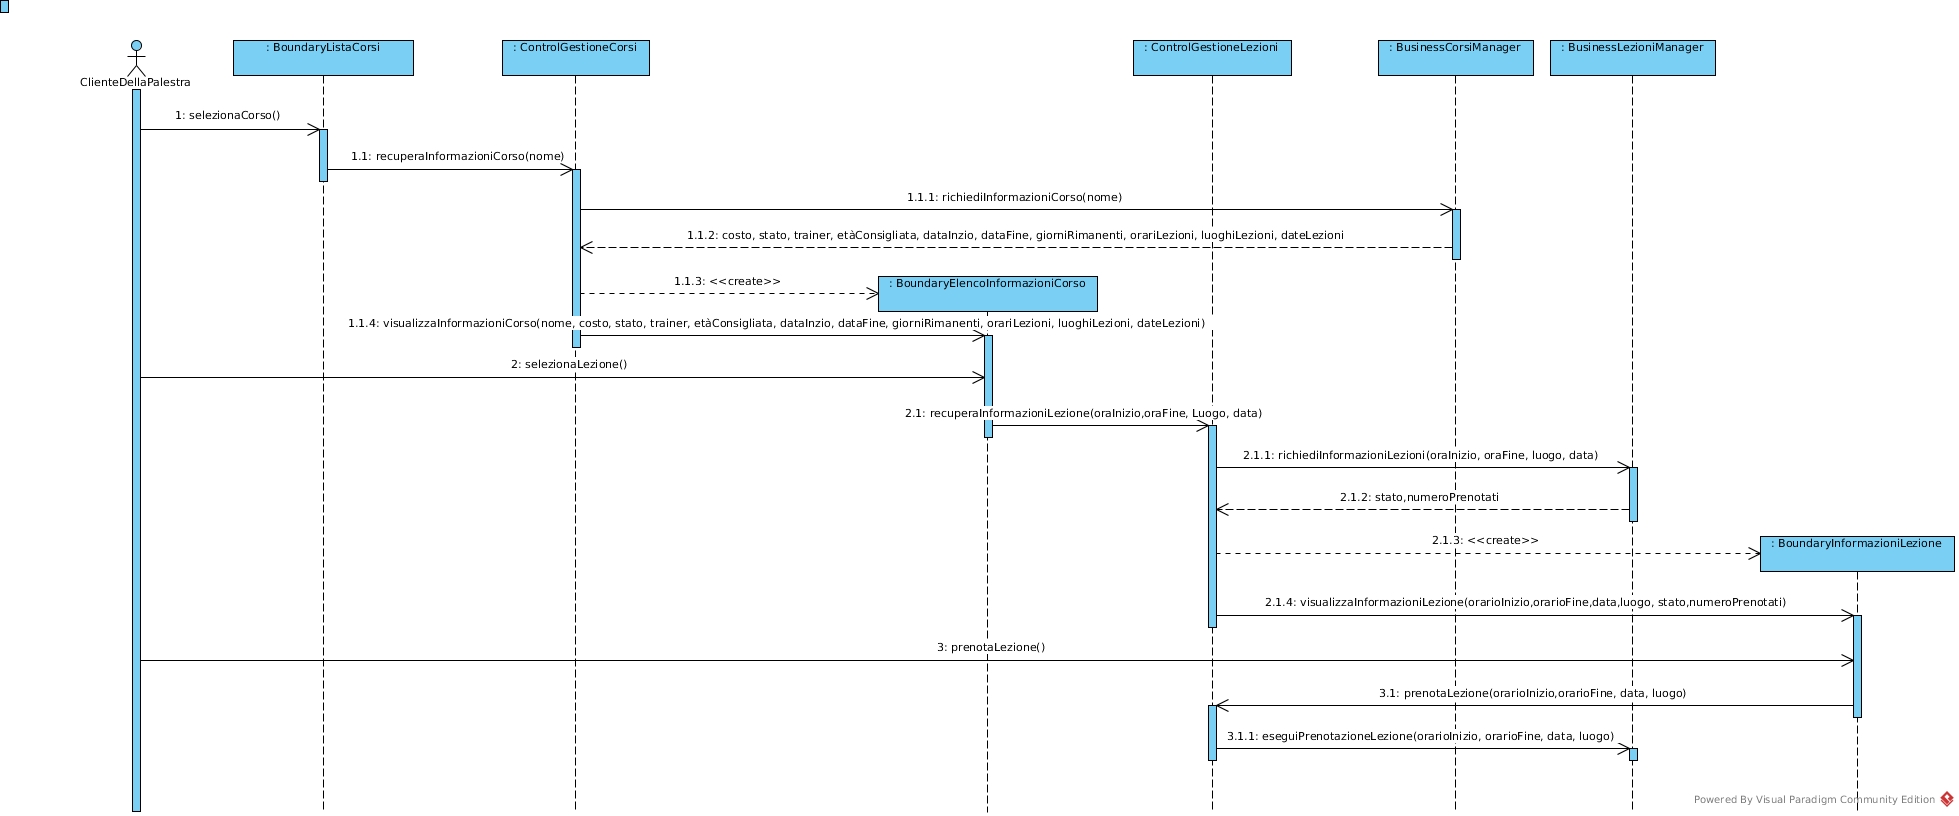 : BoundaryListaCorsi
: ControlGestioneCorsi
: ControlGestioneLezioni
: BusinessCorsiManager
: BusinessLezioniManager
ClienteDellaPalestra
1: selezionaCorso()
1.1: recuperaInformazioniCorso(nome)
1.1.1: richiediInformazioniCorso(nome)
1.1.2: costo, stato, trainer, etàConsigliata, dataInzio, dataFine, giorniRimanenti, orariLezioni, luoghiLezioni, dateLezioni
1.1.3: <<create>>
: BoundaryElencoInformazioniCorso
1.1.4: visualizzaInformazioniCorso(nome, costo, stato, trainer, etàConsigliata, dataInzio, dataFine, giorniRimanenti, orariLezioni, luoghiLezioni, dateLezioni)
2: selezionaLezione()
2.1: recuperaInformazioniLezione(oraInizio,oraFine, Luogo, data)
2.1.1: richiediInformazioniLezioni(oraInizio, oraFine, luogo, data)
2.1.2: stato,numeroPrenotati
2.1.3: <<create>>
: BoundaryInformazioniLezione
2.1.4: visualizzaInformazioniLezione(orarioInizio,orarioFine,data,luogo, stato,numeroPrenotati)
3: prenotaLezione()
3.1: prenotaLezione(orarioInizio,orarioFine, data, luogo)
3.1.1: eseguiPrenotazioneLezione(orarioInizio, orarioFine, data, luogo)
Powered By Visual Paradigm Community Edition